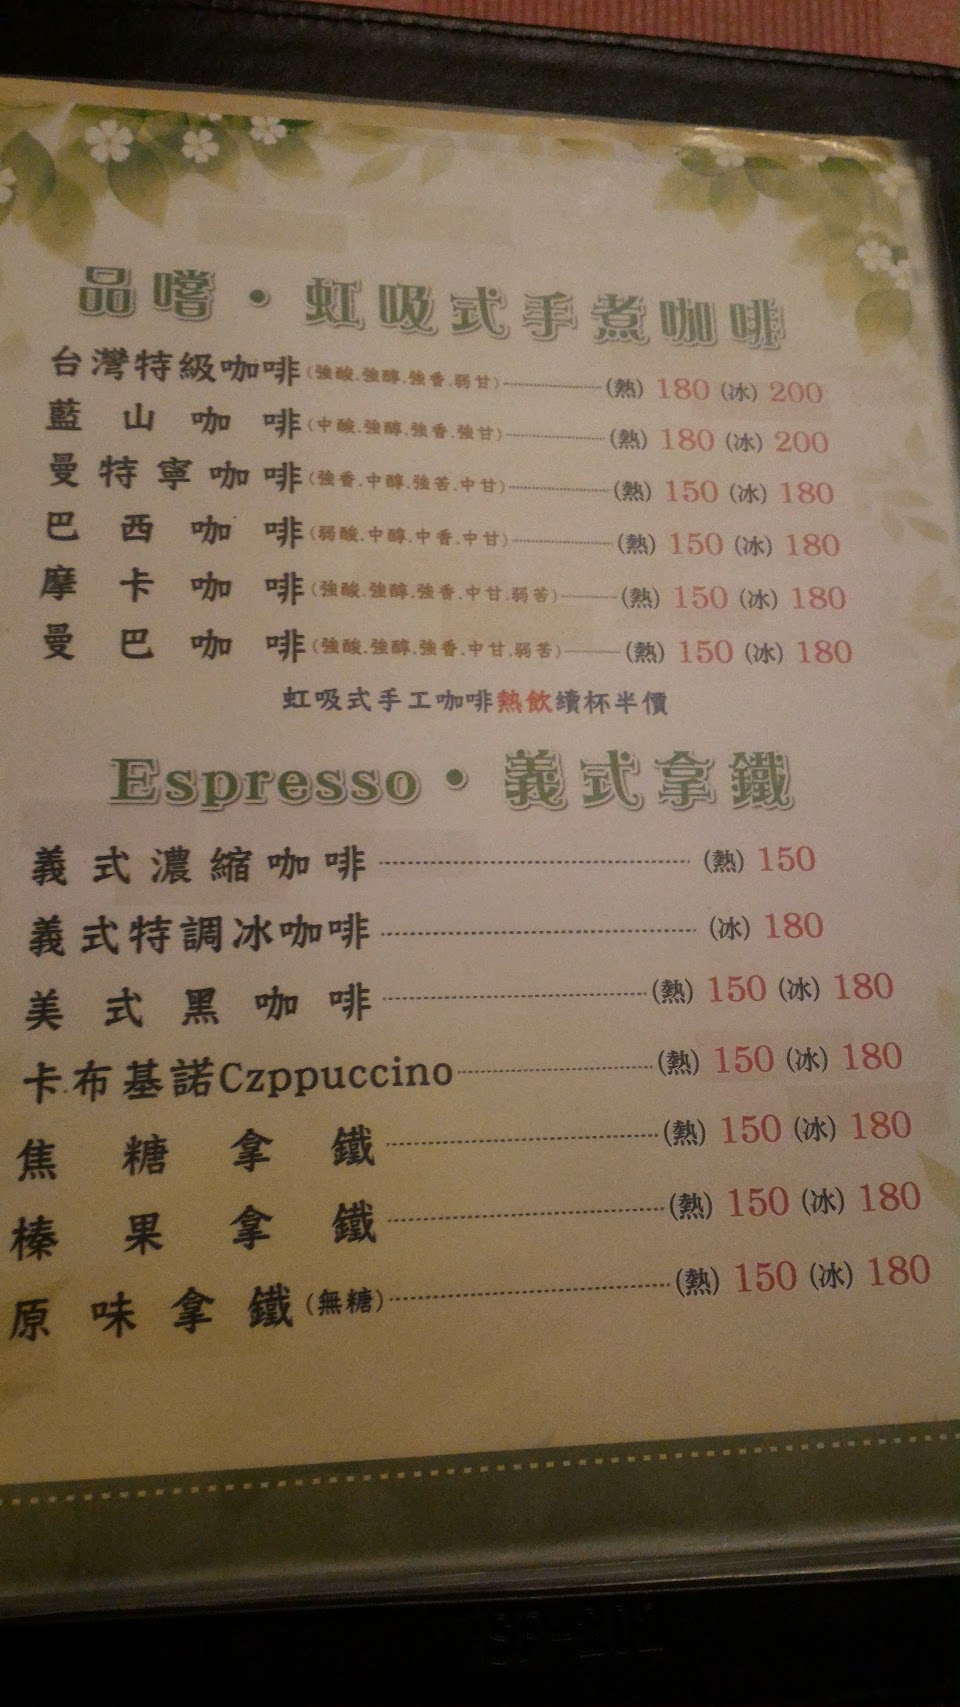 品嚐・虹吸式手煮咖啡
台灣特級咖啡(強酸.強醇.強香.弱甘)(熱) 180 (冰) 200
藍山咖啡(中酸.強醇.強香.強甘)(熱) 180 (冰) 200
曼特寧咖啡(強香.中醇.強苦.中甘)(熱) 150 (冰) 180
巴西咖啡(弱酸.中醇.中香.中甘)(熱) 150 (冰) 180
摩卡咖啡(強酸.強醇.強香.中甘.弱苦)(熱) 150 (冰) 180
曼巴咖啡(強酸.強醇.強香.中甘.弱苦)(熱) 150 (冰) 180
虹吸式手工咖啡熱飲續杯半價
Espresso・義式拿鐵
義式濃縮咖啡(熱) 150
義式特調冰咖啡(冰) 180
美式黑咖啡(熱) 150 (冰) 180
卡布基諾Czppuccino(熱) 150 (冰) 180
焦糖拿鐵(熱) 150 (冰) 180
榛果拿鐵(熱) 150 (冰) 180
原味拿鐵(無糖)(熱) 150 (冰) 180